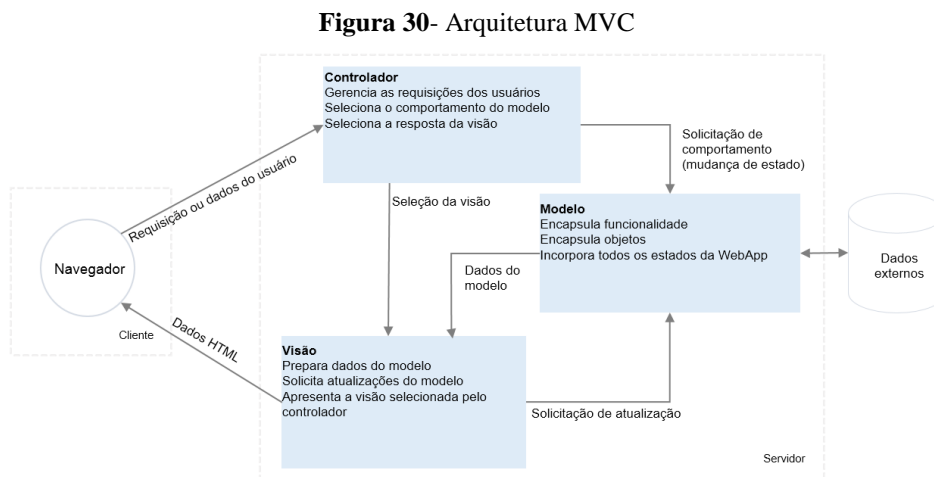 Figura 30- Arquitetura MVC
Controlador
Gerencia as requisições dos usuários
Seleciona o comportamento do modelo
Seleciona a resposta da visão
Solicitação de
comportamento
(mudança de estado)
Requisição ou dados do usuário
Seleção da visão
Modelo
Encapsula funcionalidade
Encapsula objetos
Incorpora todos os estados da WebApp
Dados
externos
Navegador
Dados do
modelo
Cliente
Dados HTML
Visão
Prepara dados do modelo
Solicita atualizações do modelo
Apresenta a visão selecionada pelo
controlador
Solicitação de atualização
Servidor